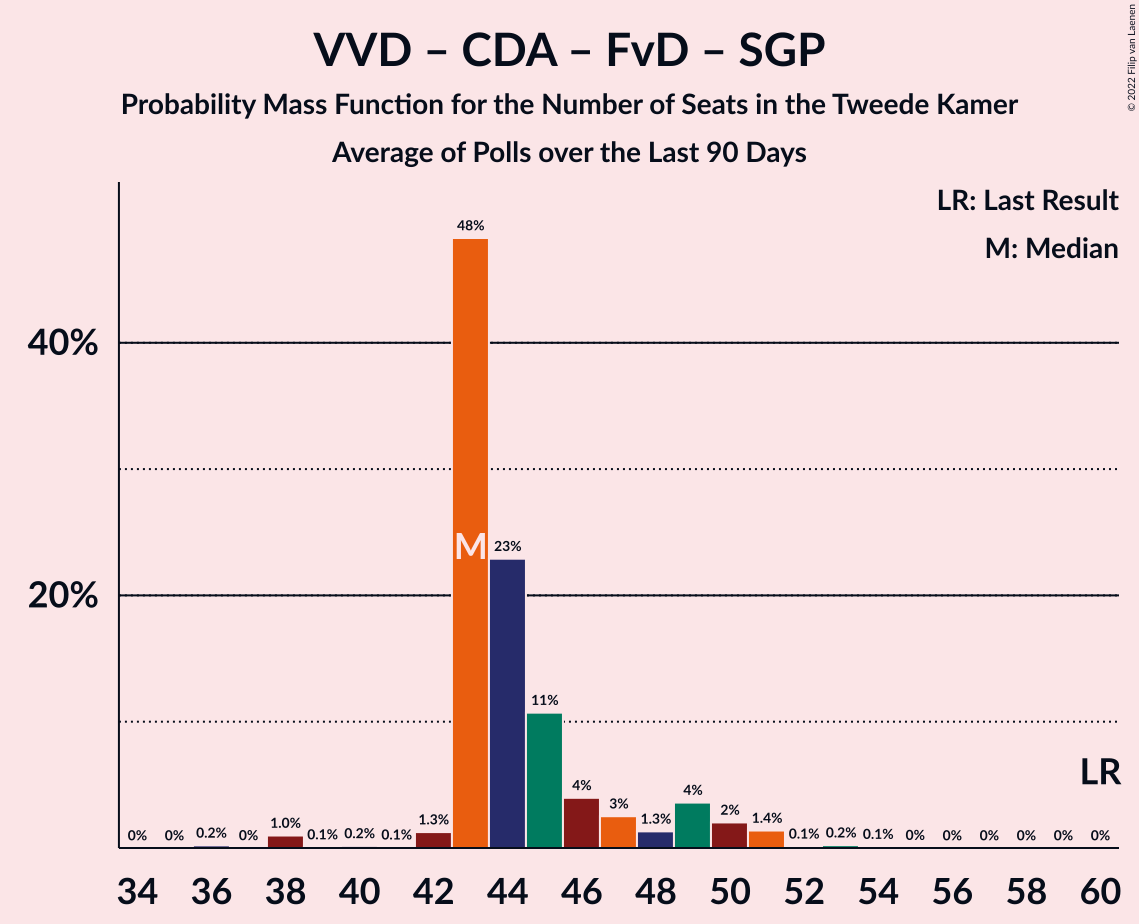 VVD – CDA – FvD – SGP
Probability Mass Function for the Number of Seats in the Tweede Kamer
Average of Polls over the Last 90 Days
© 2022 Filip van Laenen
LR: Last Result
M: Median
40%
20%
0% 0% 0.2% 0% 1.0% 0.1% 0.2% 0.1% 1.3% 48% 23% 11% 4% 3% 1.3% 4% 2% 1.4% 0.1% 0.2% 0.1% 0% 0% 0% 0% 0% 0%
M
LR
34 36 38 40 42 44 46 48 50 52 54 56 58 60